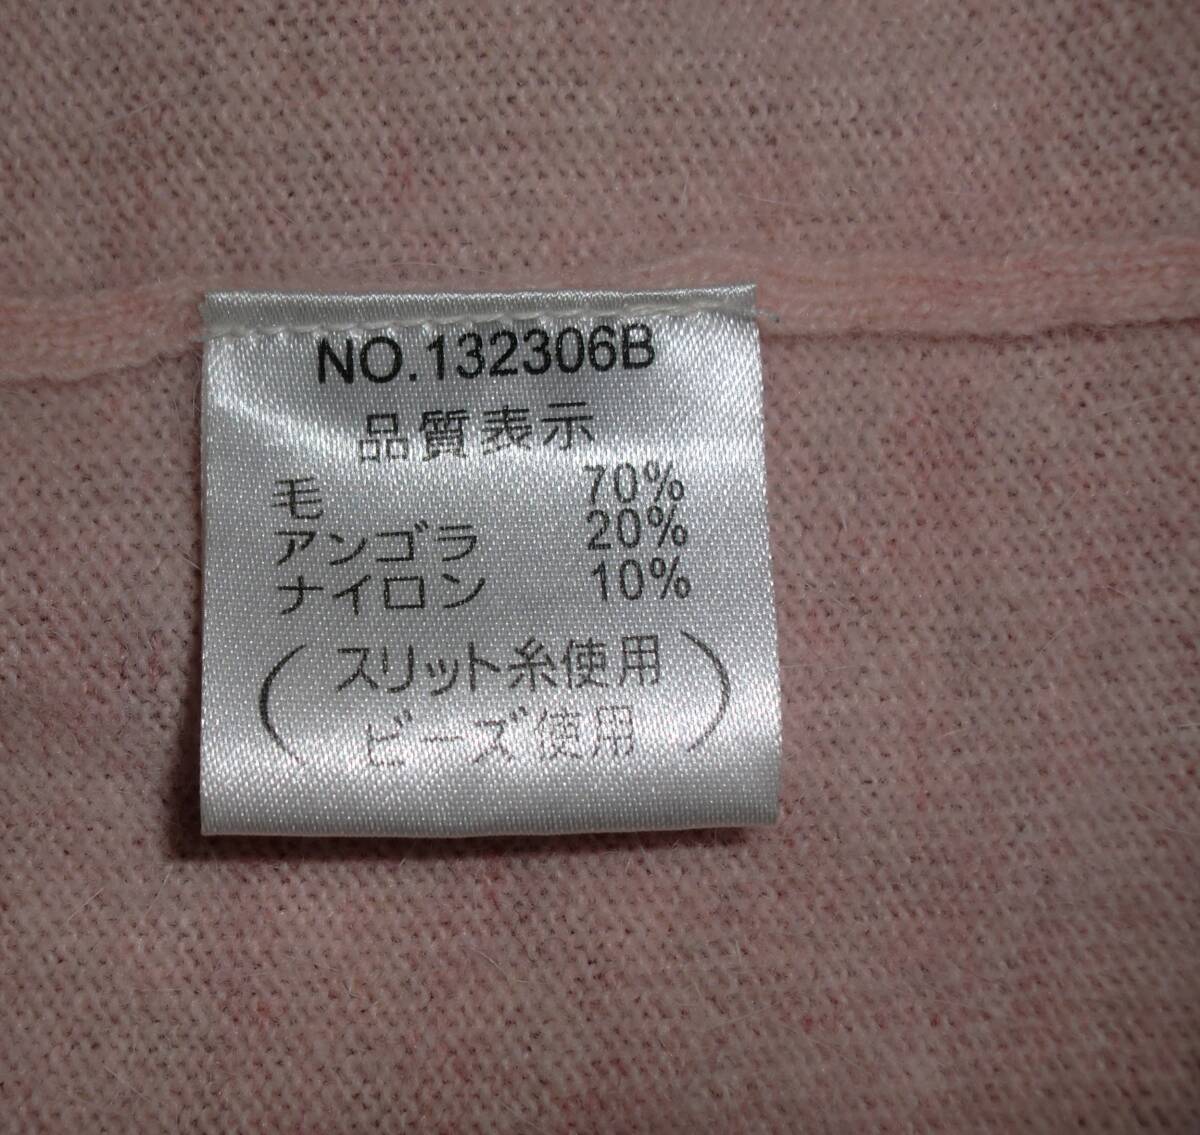 NO.132306B
品質表示
毛 70%
アンゴラ 20%
ナイロン 10%
(スリット糸使用
ビーズ使用)